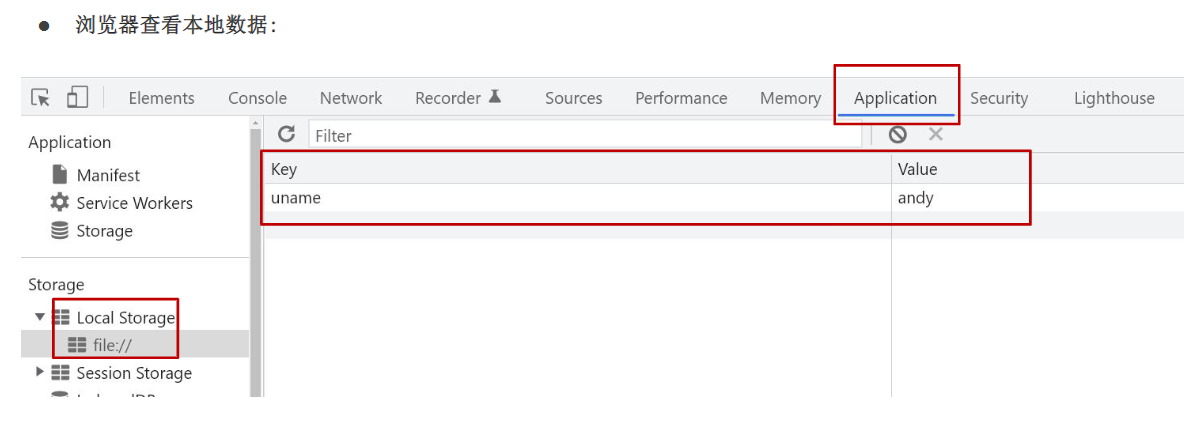 ● 浏览器查看本地数据：
Elements Console Network Recorder Sources Performance Memory Application Security Lighthouse
Application
Filter
Manifest
Service Workers
Storage
Key Value
uname andy
Storage
Local Storage
file://
Session Storage